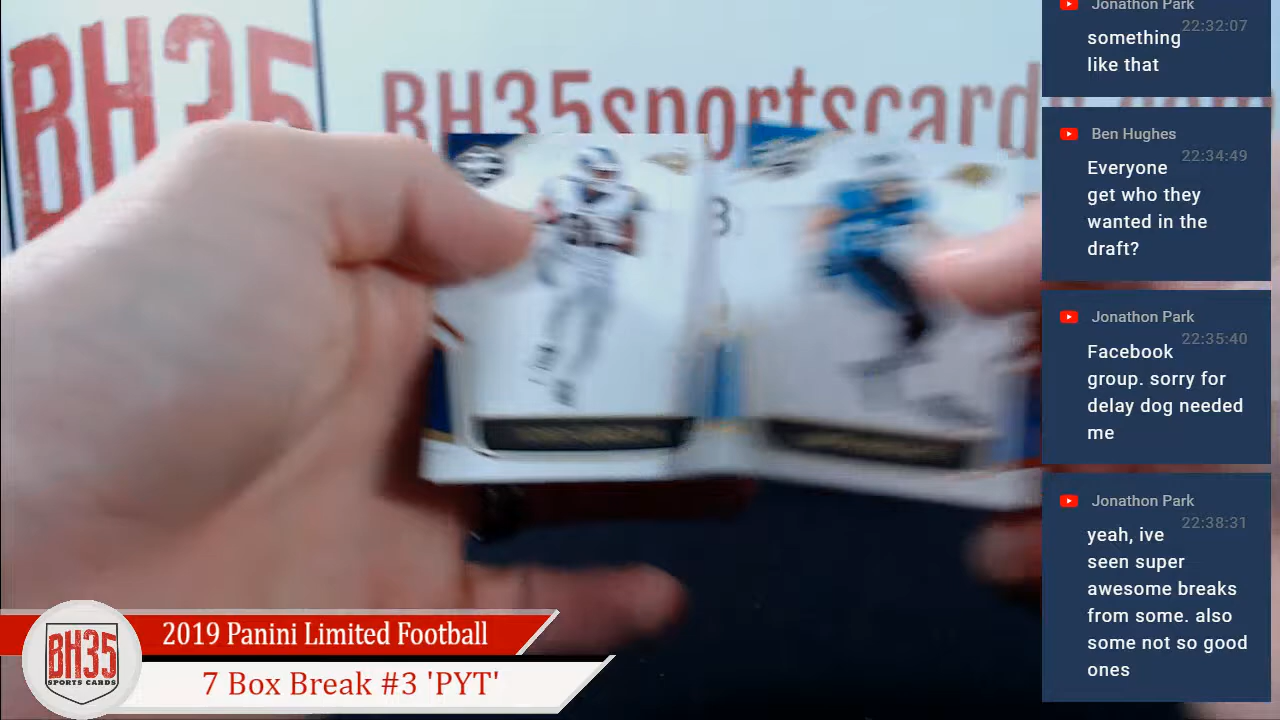 BH35
BH35sportscard
3
Jonathon Park
22:32:07
something
like that
Ben Hughes
22:34:49
Everyone
get who they
wanted in the
draft?
Jonathon Park
22:35:40
Facebook
group. sorry for
delay dog needed
me
Jonathon Park
22:38:31
yeah, ive
seen super
awesome breaks
from some. also
some not so good
ones
BH35
SPORTS CARDS
2019 Panini Limited Football
7 Box Break #3 'PYT'